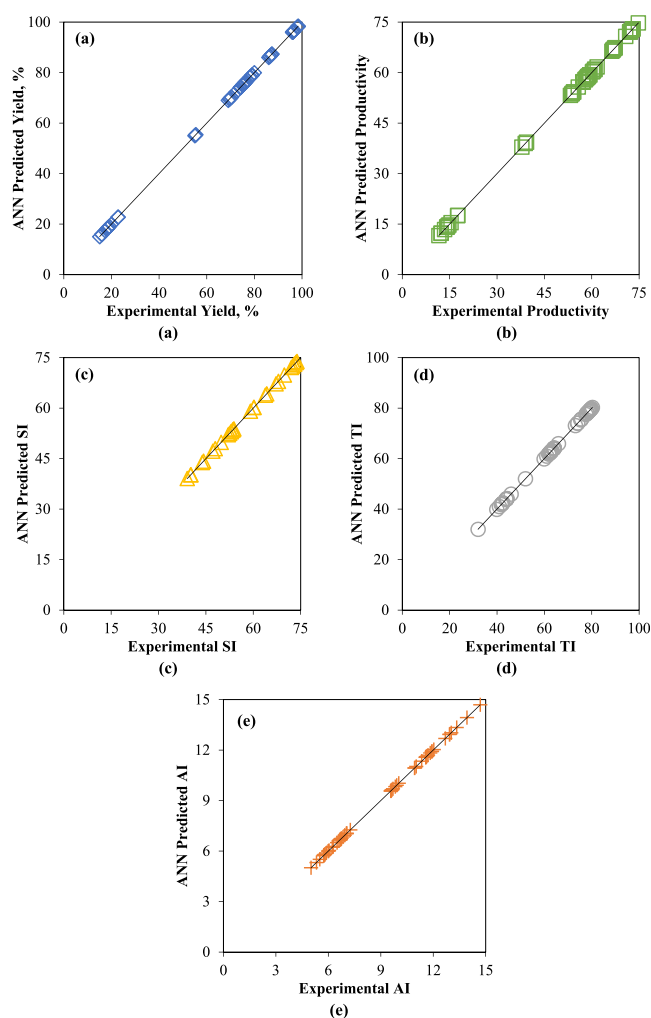 (a)
ANN Predicted Yield, %
100
80
60
40
20
0
0 20 40 60 80 100
Experimental Yield, %
(a)
(b)
ANN Predicted Productivity
75
60
45
30
15
0
0 15 30 45 60 75
Experimental Productivity
(b)
(c)
ANN Predicted SI
75
60
45
30
15
0
0 15 30 45 60 75
Experimental SI
(c)
(d)
ANN Predicted TI
100
80
60
40
20
0
0 20 40 60 80 100
Experimental TI
(d)
(e)
ANN Predicted AI
15
12
9
6
3
0
0 3 6 9 12 15
Experimental AI
(e)